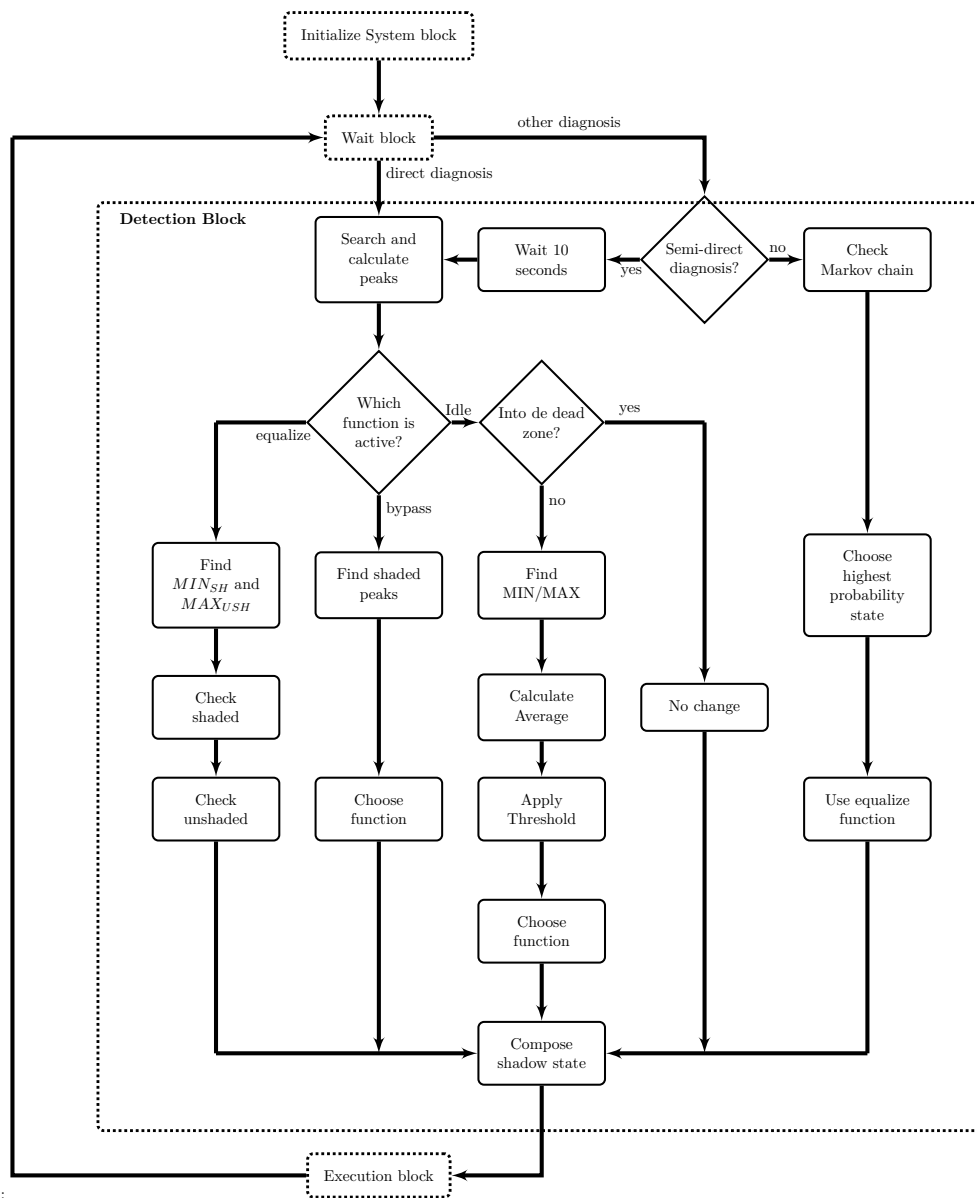 Initialize System block
Wait block
other diagnosis
direct diagnosis
Detection Block
Search and
calculate
peaks
Wait 10
seconds
yes
Semi-direct
diagnosis?
no
Check
Markov chain
Which
function is
active?
equalize
Idle
bypass
Into de dead
zone?
yes
no
Find
MIN_SH and
MAX_USH
Find shaded
peaks
Find
MIN/MAX
Choose
highest
probability
state
Check
shaded
Calculate
Average
No change
Check
unshaded
Choose
function
Apply
Threshold
Use equalize
function
Choose
function
Compose
shadow state
Execution block
: